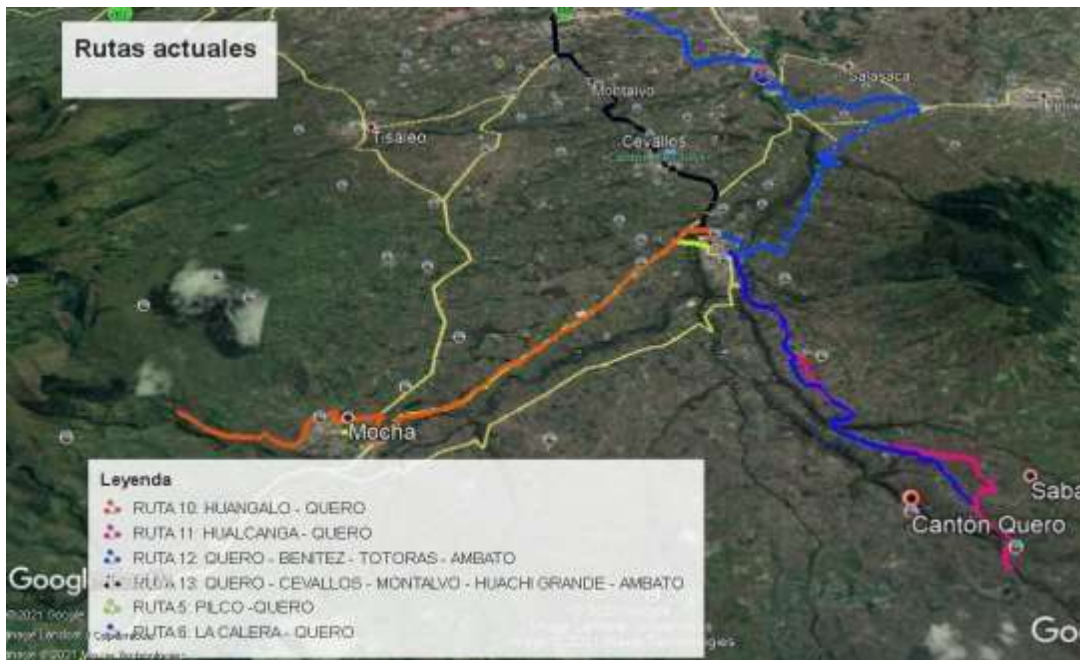 Rutas actuales
Salasaca
Montalvo
Tisaleo
Cevallos
Mocha
Leyenda
RUTA 10: HUANGALO - QUERO
RUTA 11: HUALCANGA - QUERO
RUTA 12: QUERO - BENITEZ - TOTORAS - AMBATO
RUTA 13: QUERO - CEVALLOS - MONTALVO - HUACHI GRANDE - AMBATO
RUTA 5: PILCO -QUERO
RUTA 6: LA CALERA - QUERO
Saba
Cantón Quero
Google
Go
©2021 Google